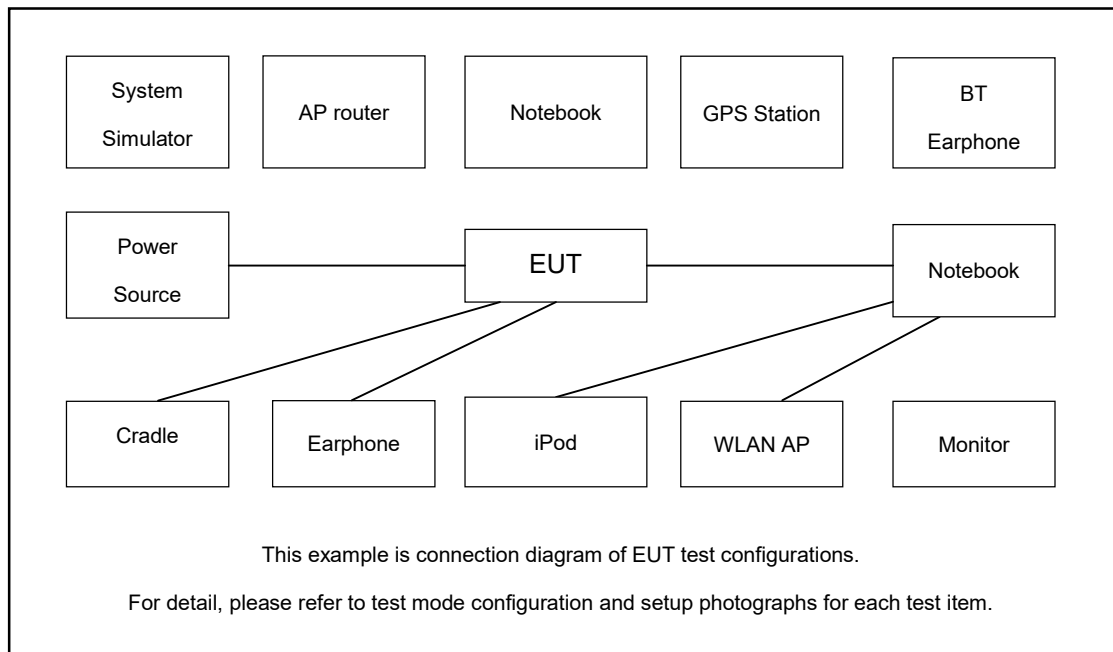 System
Simulator
AP router
Notebook
GPS Station
BT
Earphone
Power
Source
EUT
Notebook
Cradle
Earphone
iPod
WLAN AP
Monitor
This example is connection diagram of EUT test configurations.
For detail, please refer to test mode configuration and setup photographs for each test item.